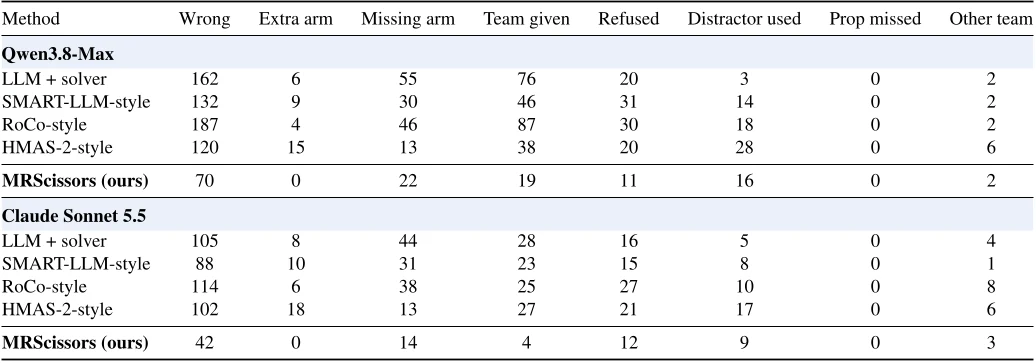 Method Wrong Extra arm Missing arm Team given Refused Distractor used Prop missed Other team
Qwen3.8-Max
LLM + solver 162 6 55 76 20 3 0 2
SMART-LLM-style 132 9 30 46 31 14 0 2
RoCo-style 187 4 46 87 30 18 0 2
HMAS-2-style 120 15 13 38 20 28 0 6
MRScissors (ours) 70 0 22 19 11 16 0 2
Claude Sonnet 5.5
LLM + solver 105 8 44 28 16 5 0 4
SMART-LLM-style 88 10 31 23 15 8 0 1
RoCo-style 114 6 38 25 27 10 0 8
HMAS-2-style 102 18 13 27 21 17 0 6
MRScissors (ours) 42 0 14 4 12 9 0 3